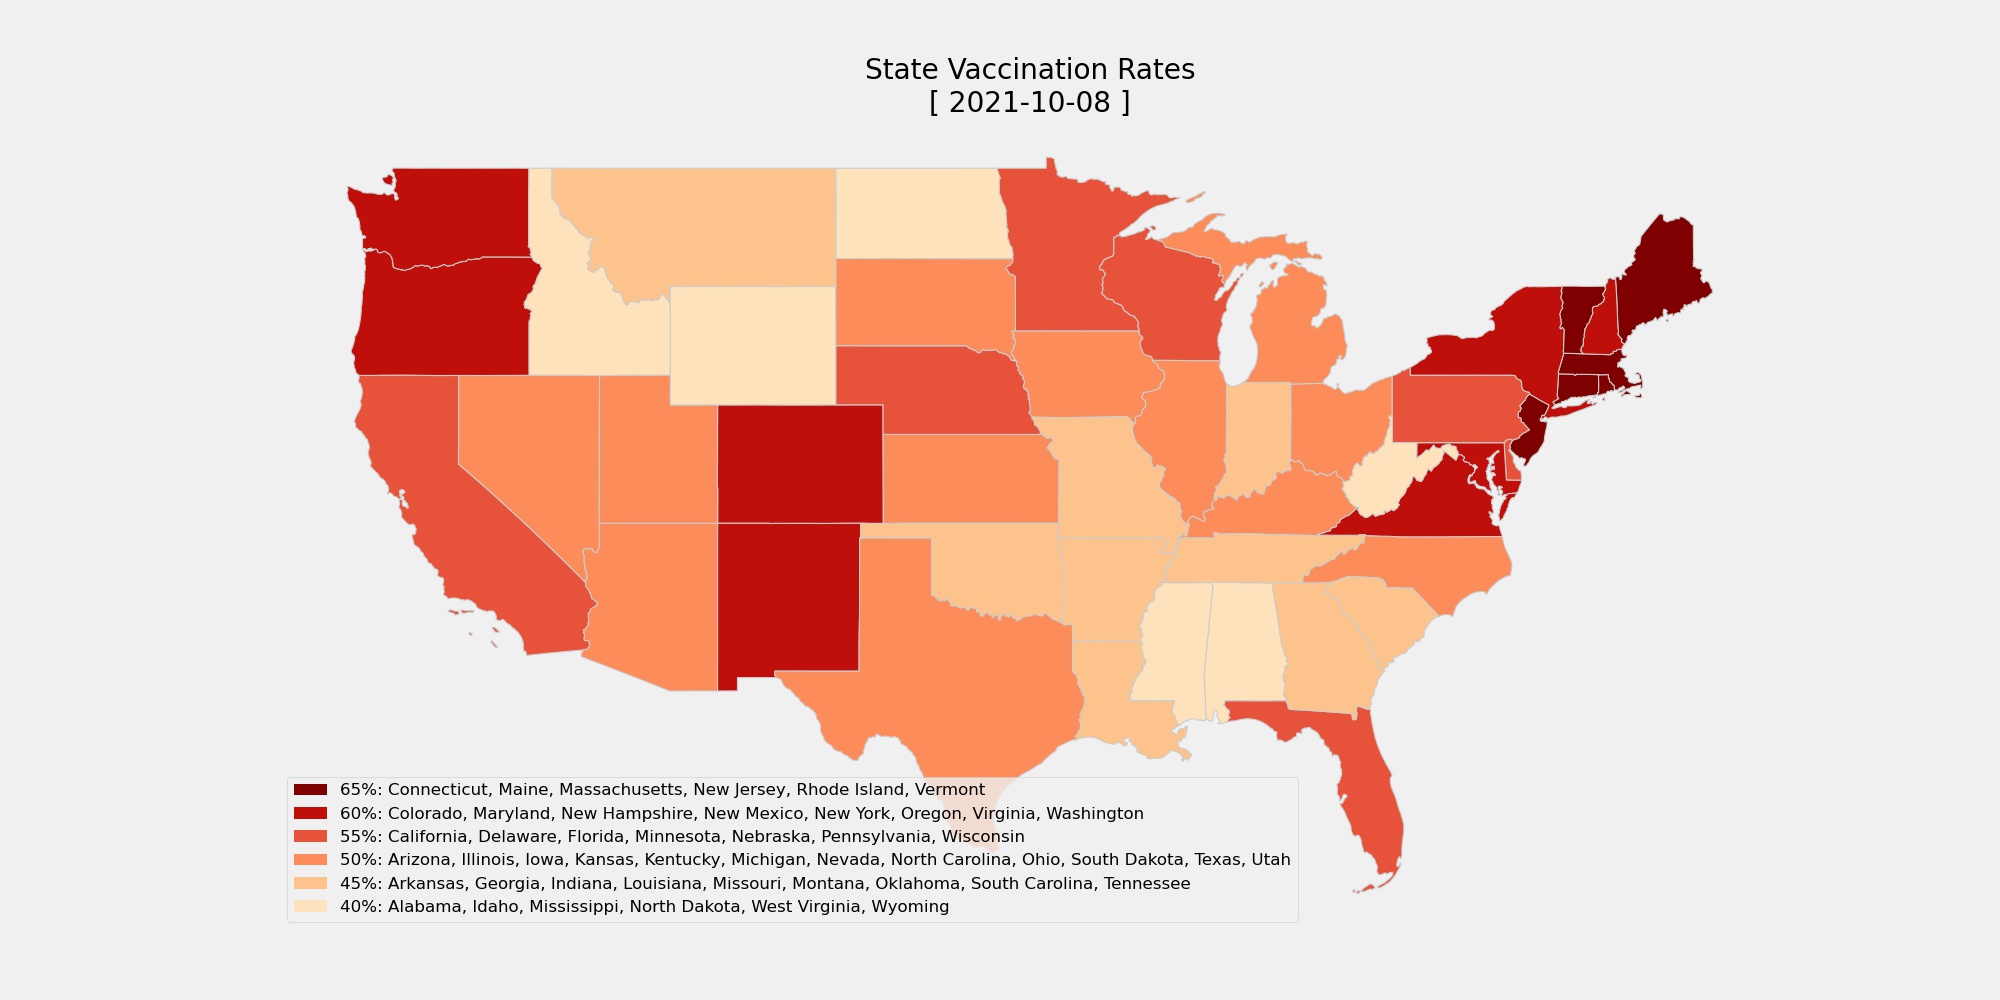 State Vaccination Rates
[ 2021-10-08 ]
65%: Connecticut, Maine, Massachusetts, New Jersey, Rhode Island, Vermont
60%: Colorado, Maryland, New Hampshire, New Mexico, New York, Oregon, Virginia, Washington
55%: California, Delaware, Florida, Minnesota, Nebraska, Pennsylvania, Wisconsin
50%: Arizona, Illinois, Iowa, Kansas, Kentucky, Michigan, Nevada, North Carolina, Ohio, South Dakota, Texas, Utah
45%: Arkansas, Georgia, Indiana, Louisiana, Missouri, Montana, Oklahoma, South Carolina, Tennessee
40%: Alabama, Idaho, Mississippi, North Dakota, West Virginia, Wyoming